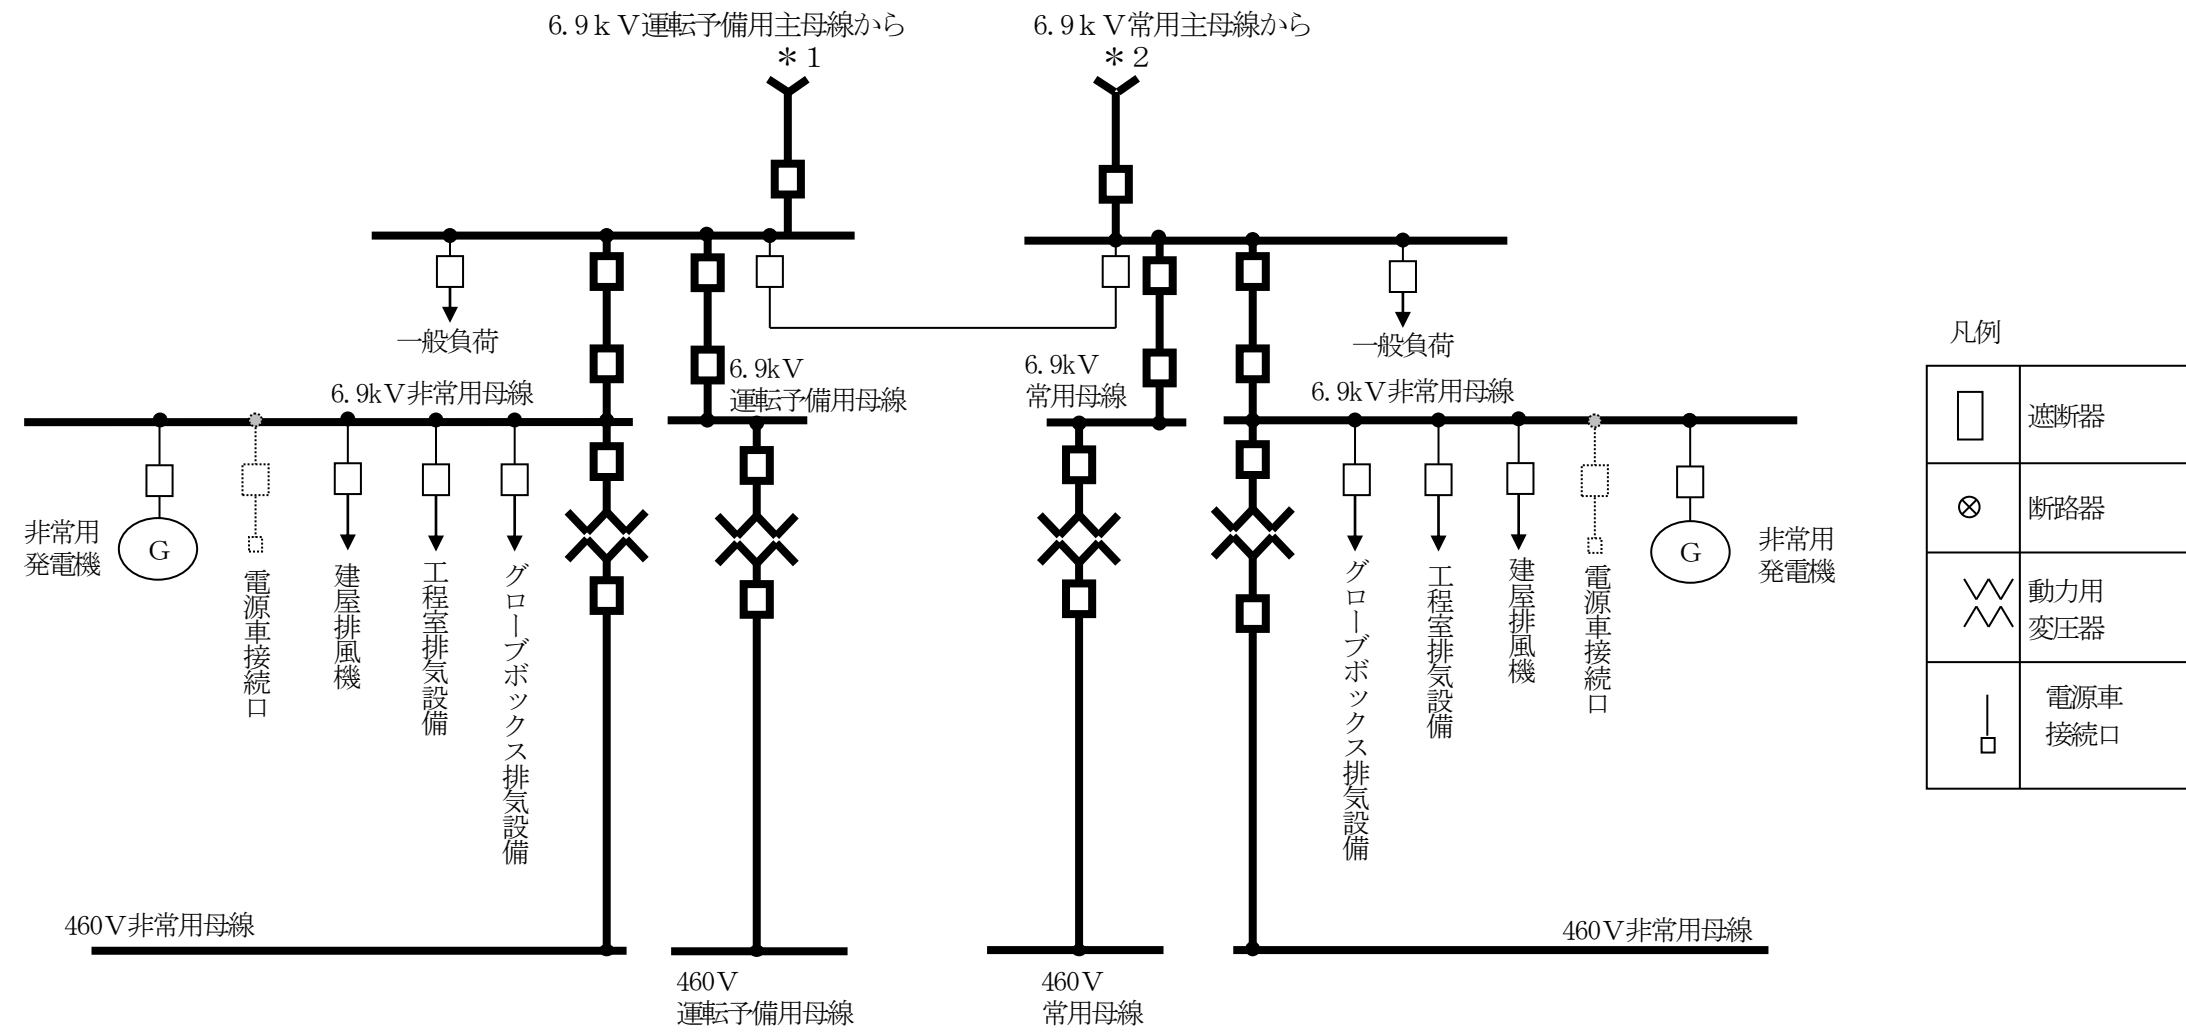 6.9ｋＶ運転予備用主母線から
＊１
6.9ｋＶ常用主母線から
＊２
一般負荷
一般負荷
6.9kＶ
運転予備用母線
6.9kＶ
常用母線
6.9kＶ非常用母線
6.9kＶ非常用母線
非常用
発電機
G
電源車接続口
建屋排風機
工程室排気設備
グローブボックス排気設備
グローブボックス排気設備
工程室排気設備
建屋排風機
電源車接続口
G
非常用
発電機
460Ｖ非常用母線
460Ｖ
運転予備用母線
460Ｖ
常用母線
460Ｖ非常用母線
凡例
遮断器
断路器
動力用
変圧器
電源車
接続口